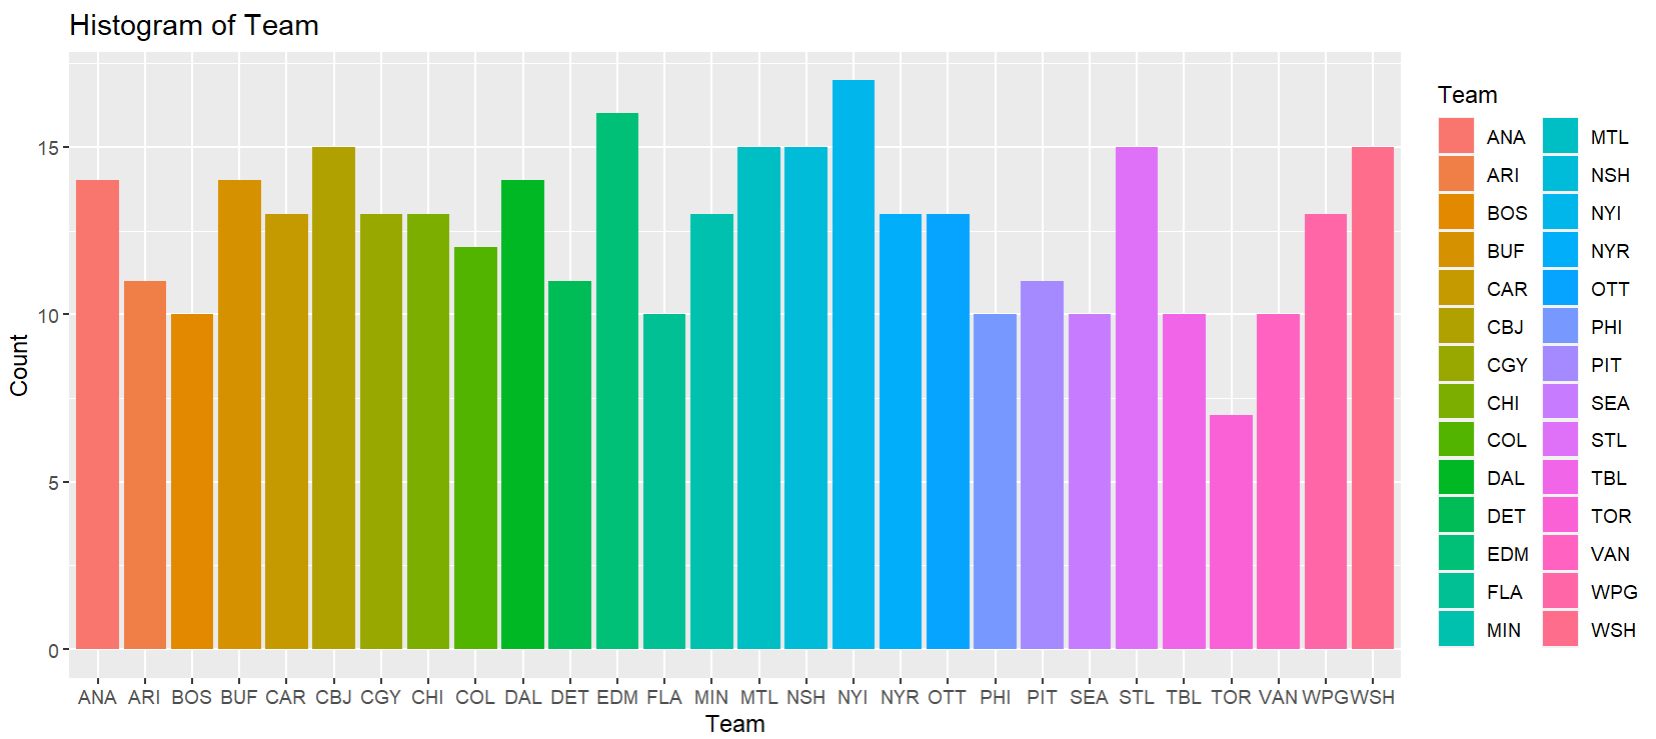 Histogram of Team
Count
15
10
5
0
ANA ARI BOS BUF CAR CBJ CGY CHI COL DAL DET EDM FLA MIN MTL NSH NYI NYR OTT PHI PIT SEA STL TBL TOR VAN WPG WSH
Team
Team
ANA
ARI
BOS
BUF
CAR
CBJ
CGY
CHI
COL
DAL
DET
EDM
FLA
MIN
MTL
NSH
NYI
NYR
OTT
PHI
PIT
SEA
STL
TBL
TOR
VAN
WPG
WSH